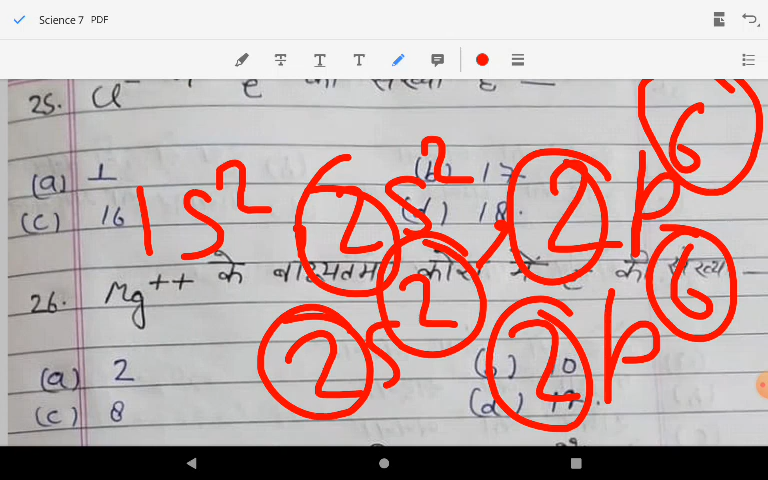 Science 7 PDF
25. Cl⁻ में e⁻ की संख्या है —
(a) 1 (b) 17
(c) 16 (d) 18.
1s² 2s² 2p⁶
26. Mg⁺⁺ के बाह्यतम कोश में e⁻ की संख्या —
2s² 2p⁶
(a) 2 (b) 10
(c) 8 (d) 12.